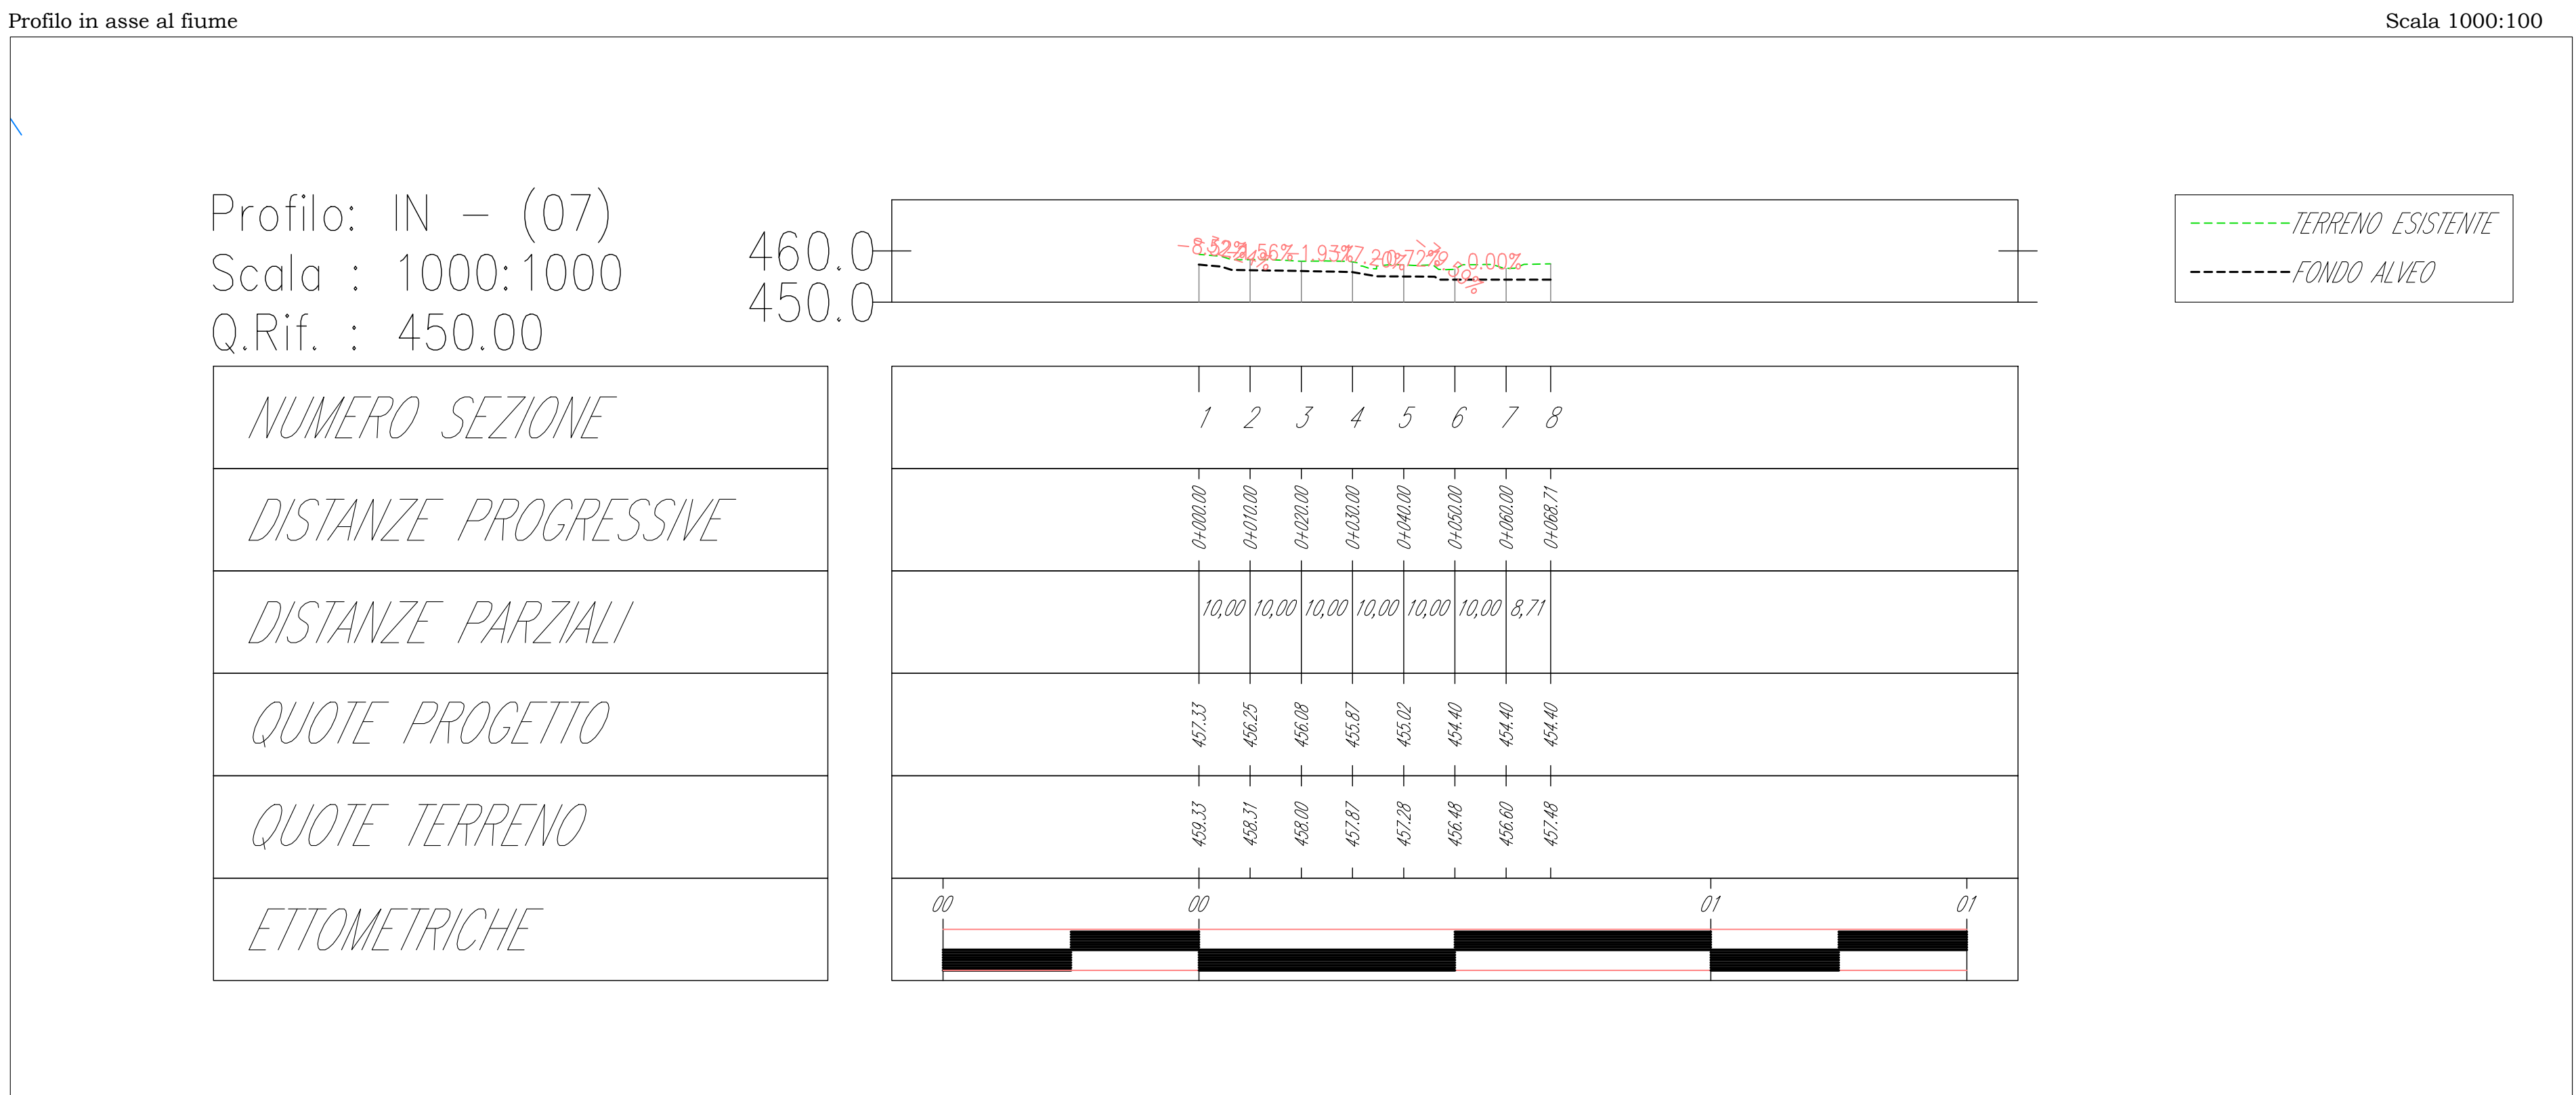 Profilo in asse al fiume
Scala 1000:100
Profilo: IN - (07)
Scala : 1000:1000
Q.Rif. : 450.00
460.0
450.0
-1.93%
-0.72%
0.00%
TERRENO ESISTENTE
FONDO ALVEO
NUMERO SEZIONE
1 2 3 4 5 6 7 8
DISTANZE PROGRESSIVE
0+000.00 0+010.00 0+020.00 0+030.00 0+040.00 0+050.00 0+060.00 0+068.71
DISTANZE PARZIALI
10,00 10,00 10,00 10,00 10,00 10,00 8,71
QUOTE PROGETTO
457.33 456.25 456.08 455.87 455.02 454.40 454.40 454.40
QUOTE TERRENO
459.33 458.31 458.00 457.87 457.28 456.48 456.60 457.48
ETTOMETRICHE
00 00 01 01